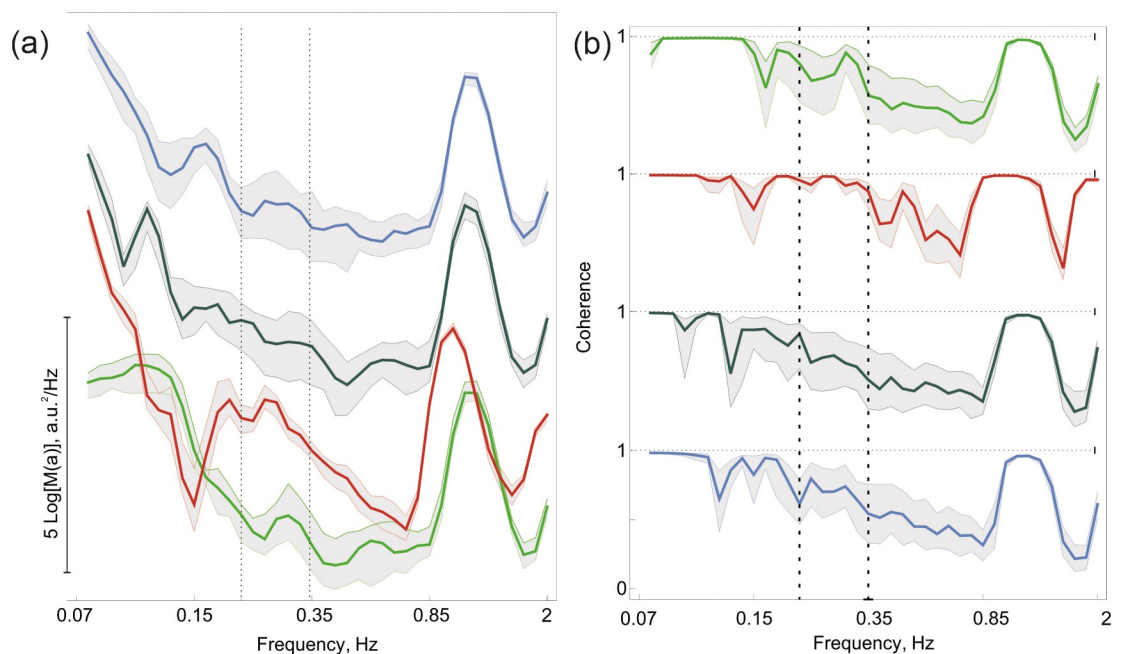 (a)
5 Log[M(a)], a.u.²/Hz
0.07 0.15 0.35 0.85 2
Frequency, Hz
(b)
Coherence
1
1
1
1
0
0.07 0.15 0.35 0.85 2
Frequency, Hz